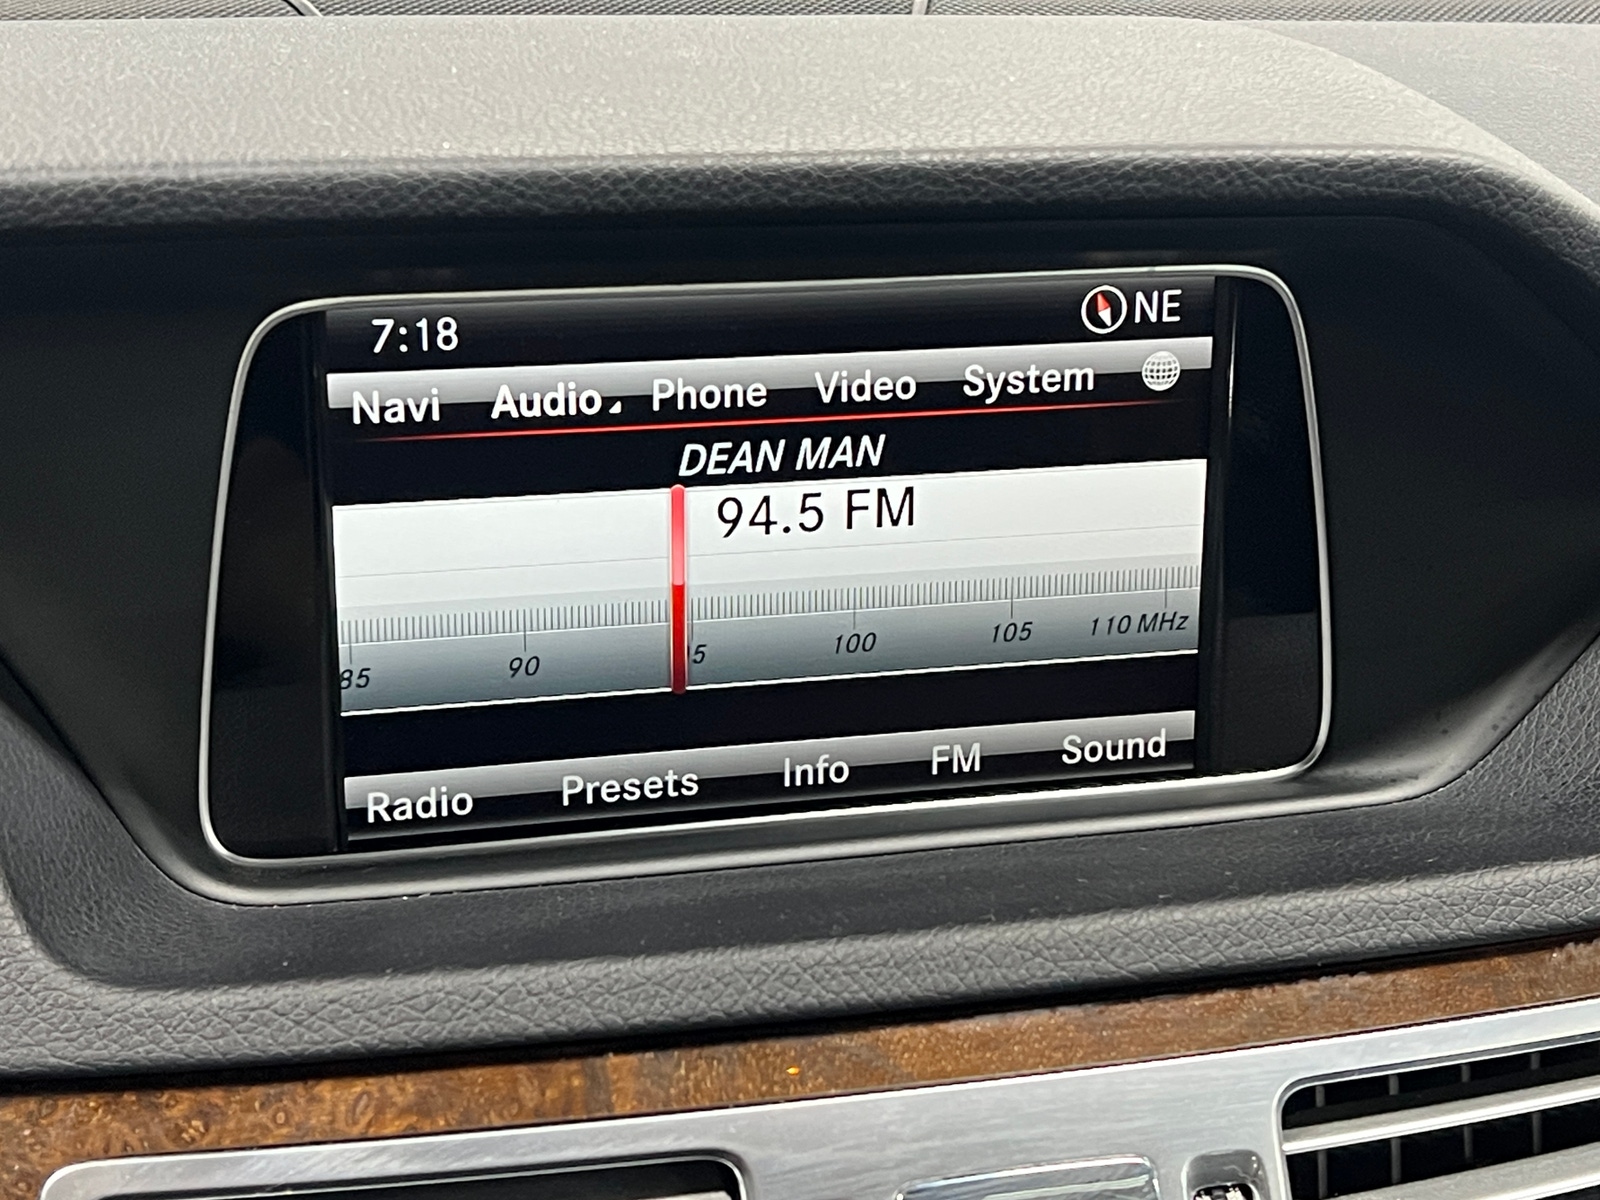 7:18 NE
Navi Audio Phone Video System
DEAN MAN
94.5 FM
85 90 5 100 105 110 MHz
Radio Presets Info FM Sound